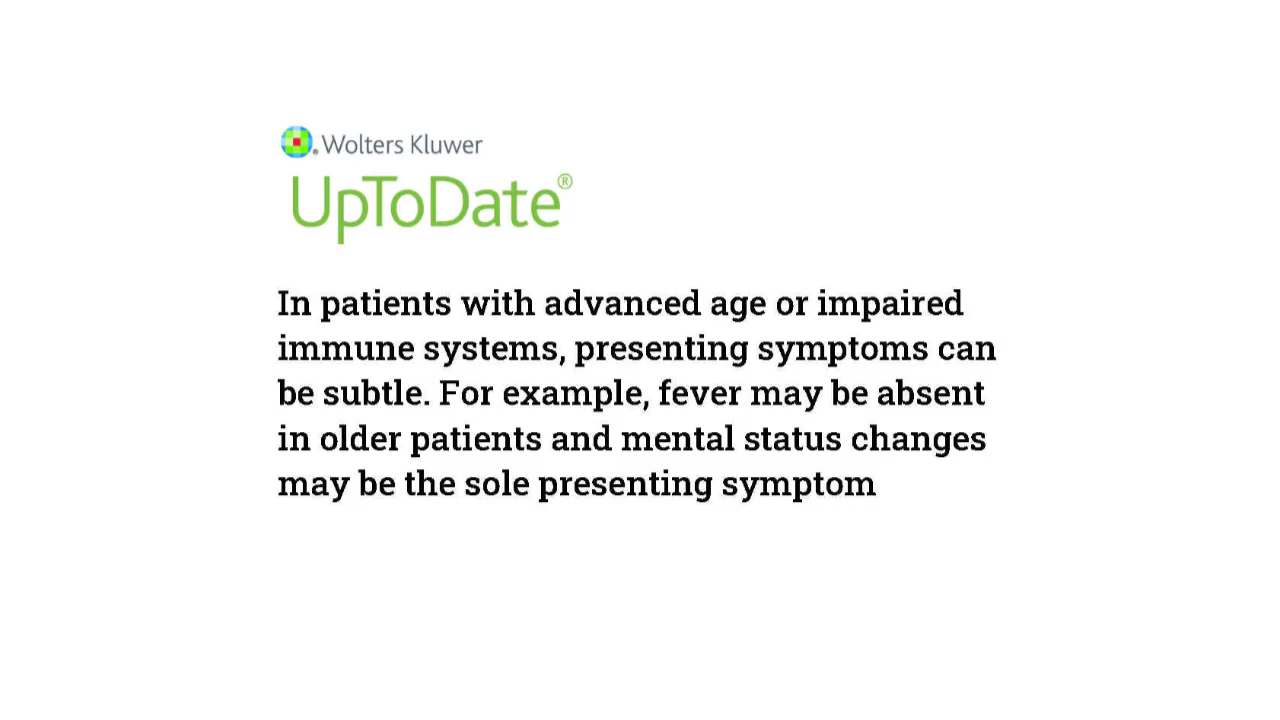 Wolters Kluwer
UpToDate®
In patients with advanced age or impaired
immune systems, presenting symptoms can
be subtle. For example, fever may be absent
in older patients and mental status changes
may be the sole presenting symptom